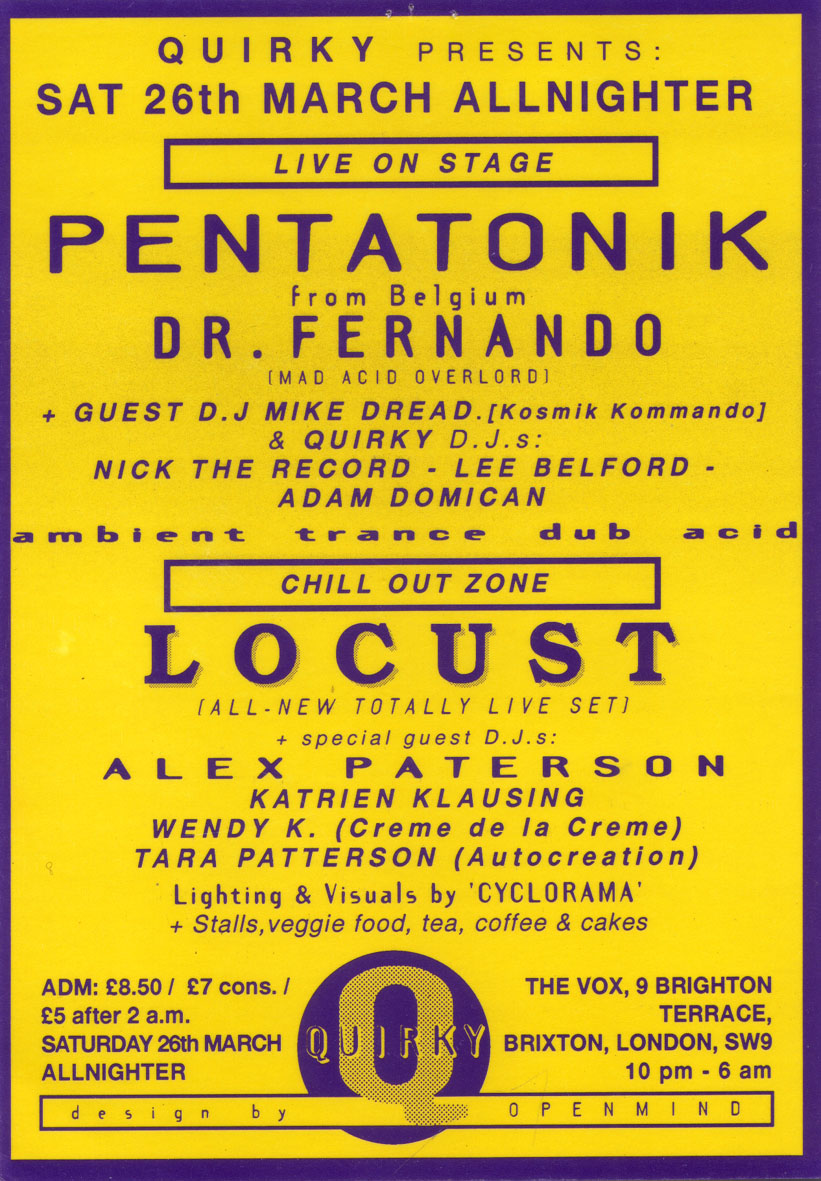 QUIRKY PRESENTS:
SAT 26th MARCH ALLNIGHTER
LIVE ON STAGE
PENTATONIK
from Belgium
DR. FERNANDO
[MAD ACID OVERLORD]
+ GUEST D.J MIKE DREAD.[Kosmik Kommando]
& QUIRKY D.J.s:
NICK THE RECORD - LEE BELFORD -
ADAM DOMICAN
ambient trance dub acid
CHILL OUT ZONE
LOCUST
[ALL-NEW TOTALLY LIVE SET]
+ special guest D.J.s:
ALEX PATERSON
KATRIEN KLAUSING
WENDY K. (Creme de la Creme)
TARA PATTERSON (Autocreation)
Lighting & Visuals by 'CYCLORAMA'
+ Stalls,veggie food, tea, coffee & cakes
ADM: £8.50 / £7 cons. /
£5 after 2 a.m.
SATURDAY 26th MARCH
ALLNIGHTER
QUIRKY
Q
THE VOX, 9 BRIGHTON
TERRACE,
BRIXTON, LONDON, SW9
10 pm - 6 am
design by OPENMIND